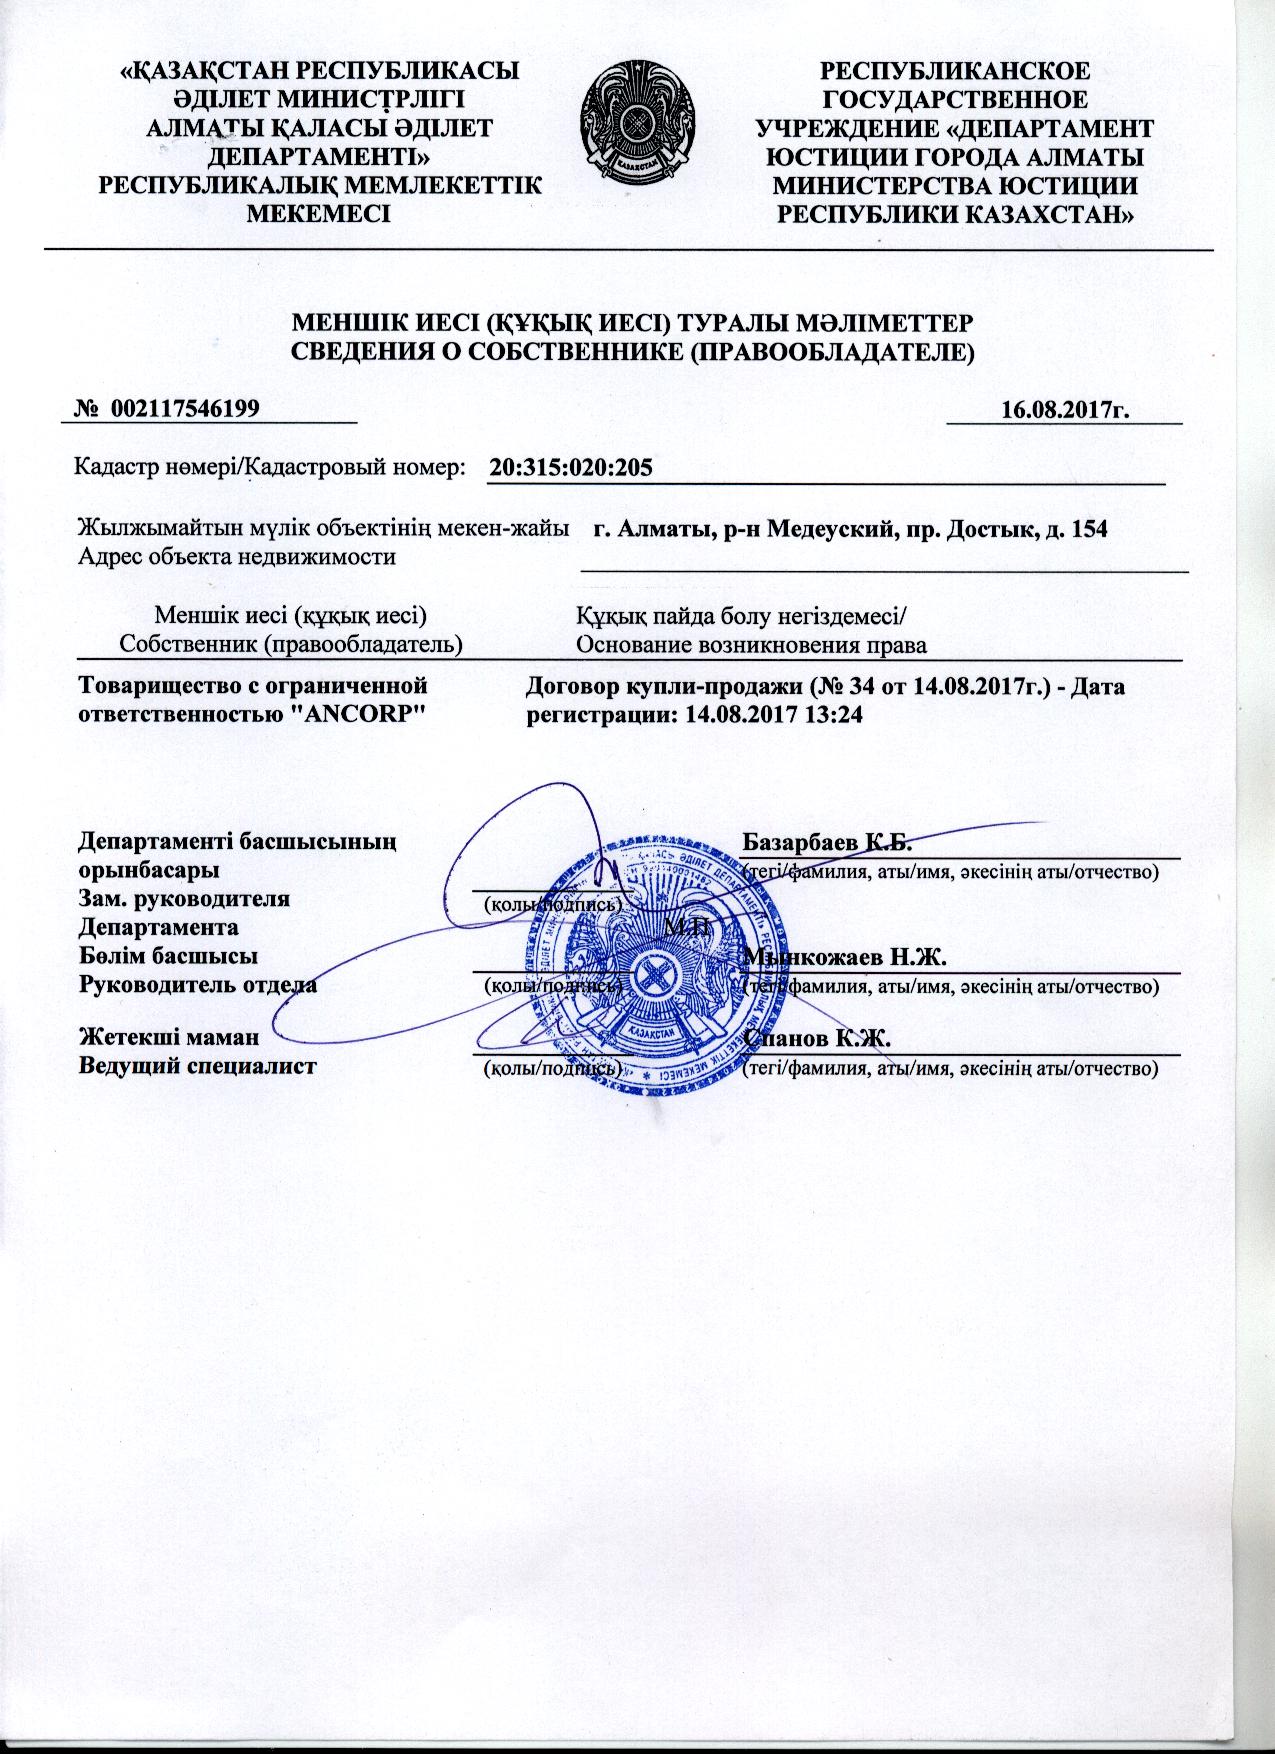 «ҚАЗАҚСТАН РЕСПУБЛИКАСЫ
ӘДІЛЕТ МИНИСТРЛІГІ
АЛМАТЫ ҚАЛАСЫ ӘДІЛЕТ
ДЕПАРТАМЕНТІ»
РЕСПУБЛИКАЛЫҚ МЕМЛЕКЕТТІК
МЕКЕМЕСІ
ҚАЗАҚСТАН
РЕСПУБЛИКАНСКОЕ
ГОСУДАРСТВЕННОЕ
УЧРЕЖДЕНИЕ «ДЕПАРТАМЕНТ
ЮСТИЦИИ ГОРОДА АЛМАТЫ
МИНИСТЕРСТВА ЮСТИЦИИ
РЕСПУБЛИКИ КАЗАХСТАН»
МЕНШІК ИЕСІ (ҚҰҚЫҚ ИЕСІ) ТУРАЛЫ МӘЛІМЕТТЕР
СВЕДЕНИЯ О СОБСТВЕННИКЕ (ПРАВООБЛАДАТЕЛЕ)
№ 002117546199
16.08.2017г.
Кадастр нөмері/Кадастровый номер: 20:315:020:205
Жылжымайтын мүлік объектінің мекен-жайы г. Алматы, р-н Медеуский, пр. Достык, д. 154
Адрес объекта недвижимости
Меншік иесі (құқық иесі)
Собственник (правообладатель)
Құқық пайда болу негіздемесі/
Основание возникновения права
Товарищество с ограниченной
ответственностью "ANCORP"
Договор купли-продажи (№ 34 от 14.08.2017г.) - Дата
регистрации: 14.08.2017 13:24
Департаменті басшысының
орынбасары
Зам. руководителя
Департамента
(қолы/подпись)
Базарбаев К.Б.
(тегі/фамилия, аты/имя, әкесінің аты/отчество)
М.П
Бөлім басшысы
Руководитель отдела
(қолы/подпись)
Мынкожаев Н.Ж.
(тегі/фамилия, аты/имя, әкесінің аты/отчество)
Жетекші маман
Ведущий специалист
(қолы/подпись)
Спанов К.Ж.
(тегі/фамилия, аты/имя, әкесінің аты/отчество)
ӘДІЛЕТ ДЕПАРТАМЕНТІ» РЕСПУБЛИКАЛЫҚ МЕМЛЕКЕТТІК МЕКЕМЕСІ
ҚАЗАҚСТАН